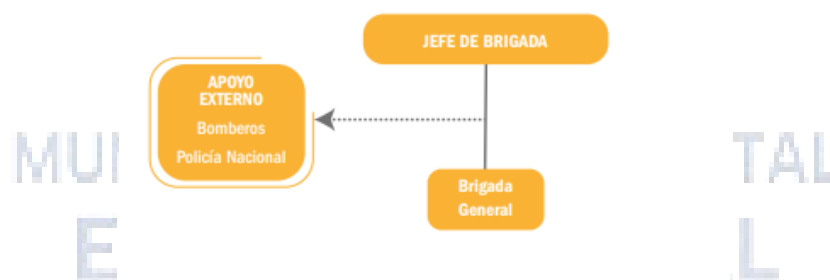 JEFE DE BRIGADA
APOYO
EXTERNO
Bomberos
Policía Nacional
Brigada
General